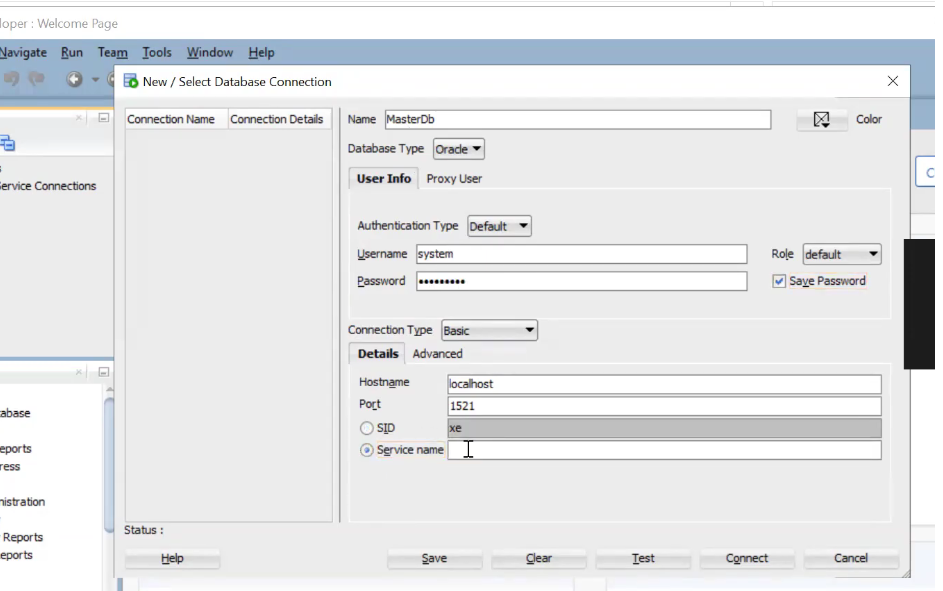 loper : Welcome Page
Navigate Run Team Tools Window Help
New / Select Database Connection
Connection Name Connection Details
Name MasterDb Color
Database Type Oracle
User Info Proxy User
ervice Connections
Authentication Type Default
Username system Role default
Password ••••••••• Save Password
Connection Type Basic
Details Advanced
Hostname localhost
Port 1521
SID xe
Service name
abase
eports
ress
nistration
Reports
eports
Status :
Help Save Clear Test Connect Cancel